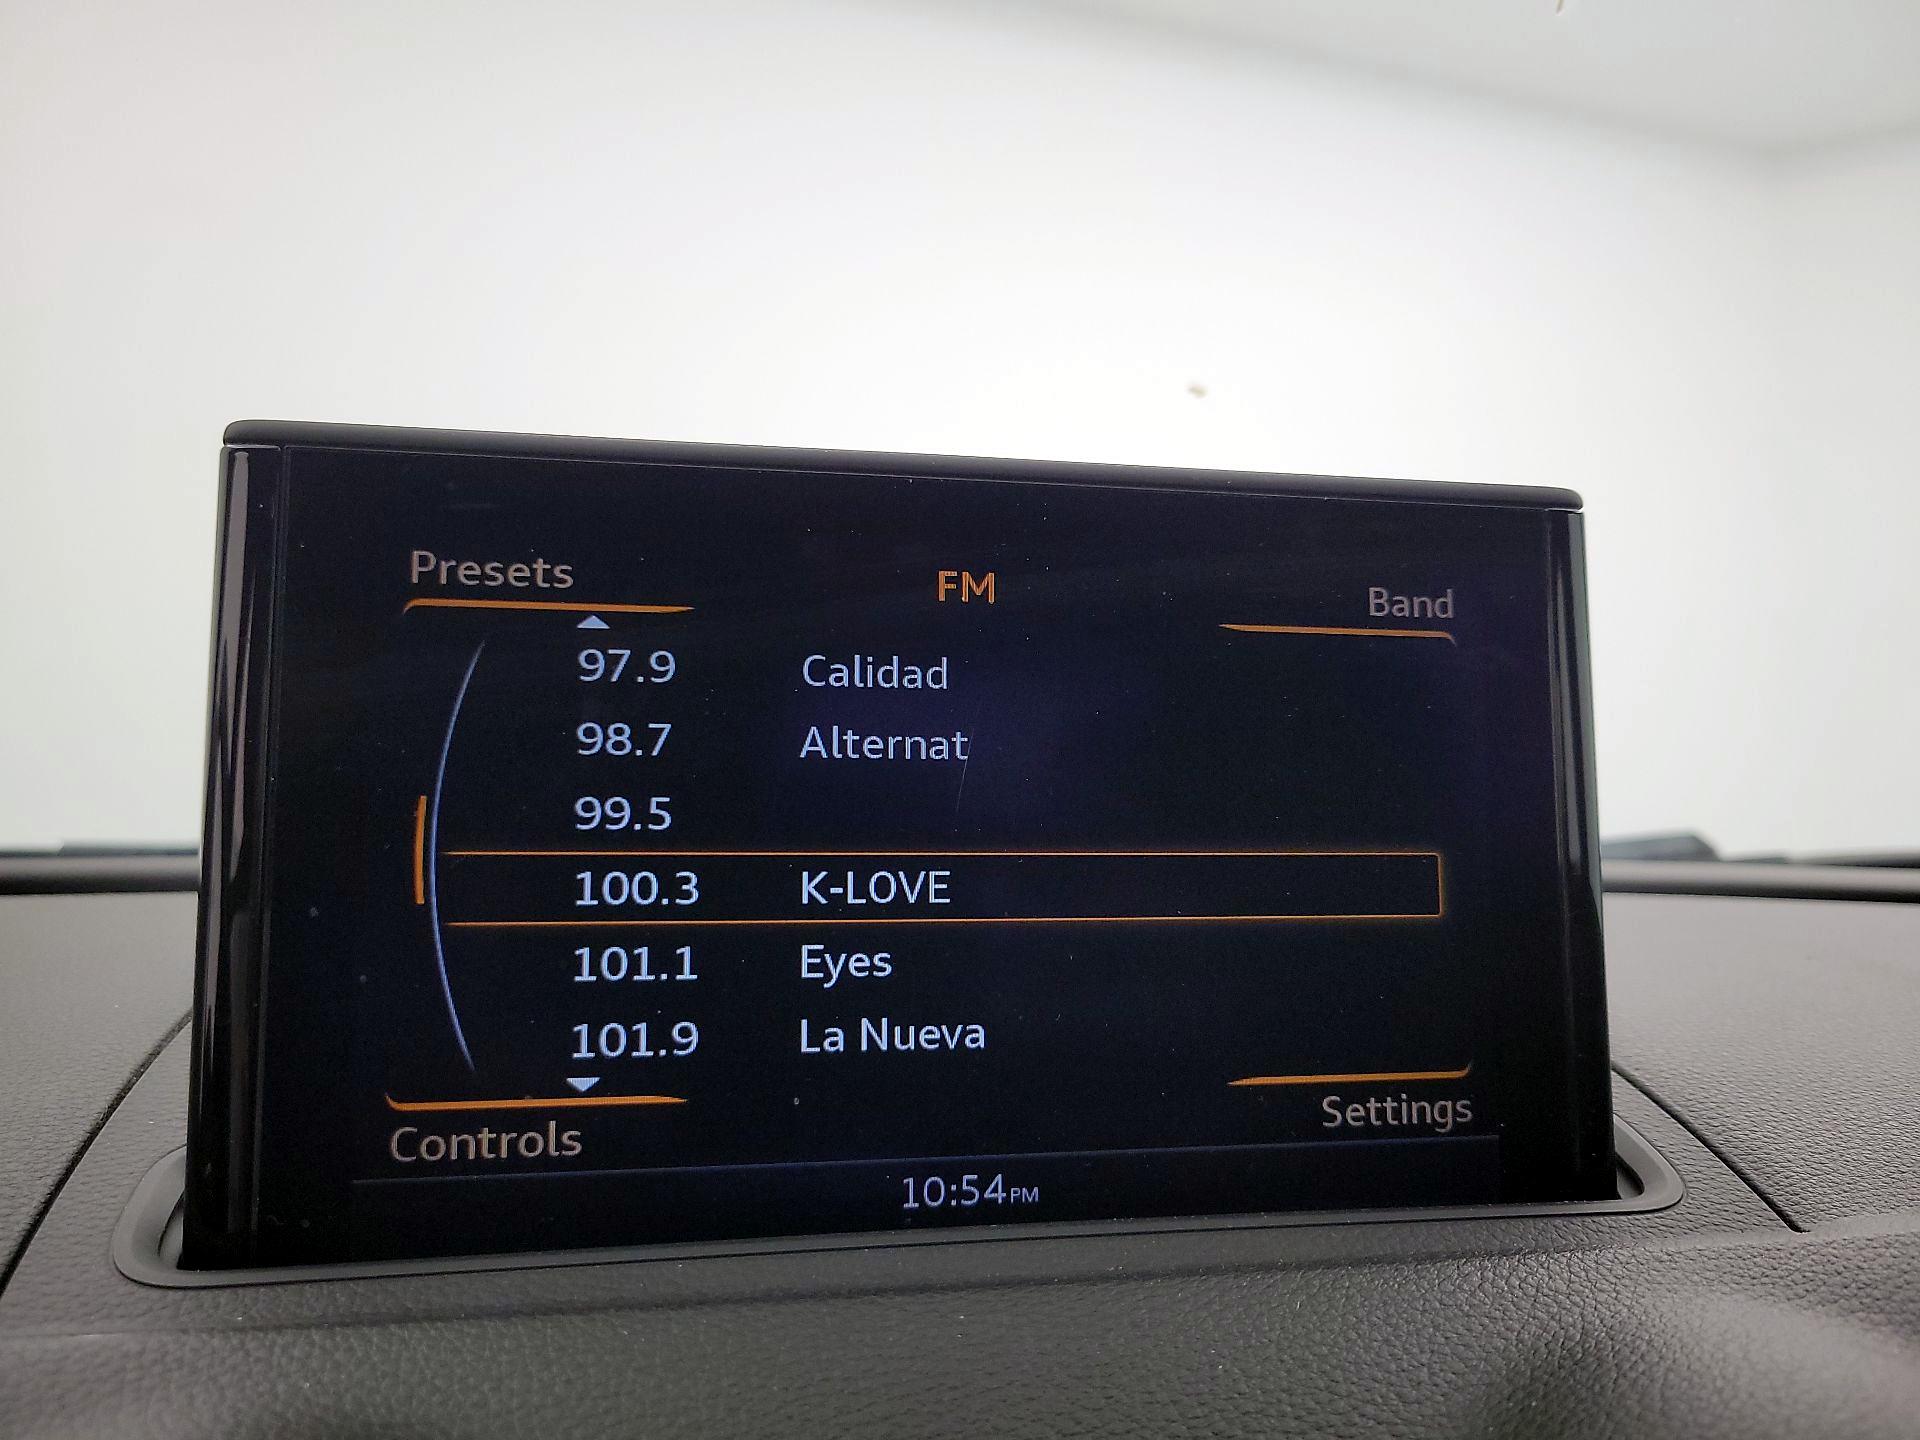 Presets
FM
Band
97.9 Calidad
98.7 Alternat
99.5
100.3 K-LOVE
101.1 Eyes
101.9 La Nueva
Controls
Settings
10:54PM